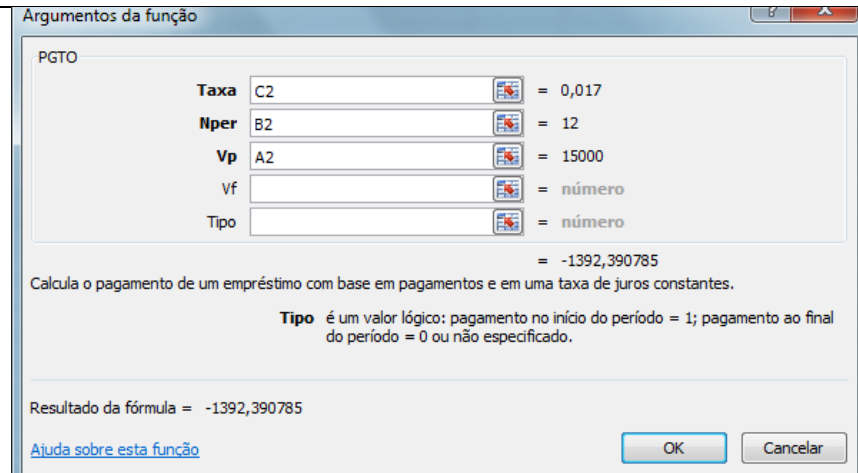 Argumentos da função
PGTO
Taxa C2 = 0,017
Nper B2 = 12
Vp A2 = 15000
Vf = número
Tipo = número
= -1392,390785
Calcula o pagamento de um empréstimo com base em pagamentos e em uma taxa de juros constantes.
Tipo é um valor lógico: pagamento no início do período = 1; pagamento ao final
do período = 0 ou não especificado.
Resultado da fórmula = -1392,390785
Ajuda sobre esta função
OK Cancelar